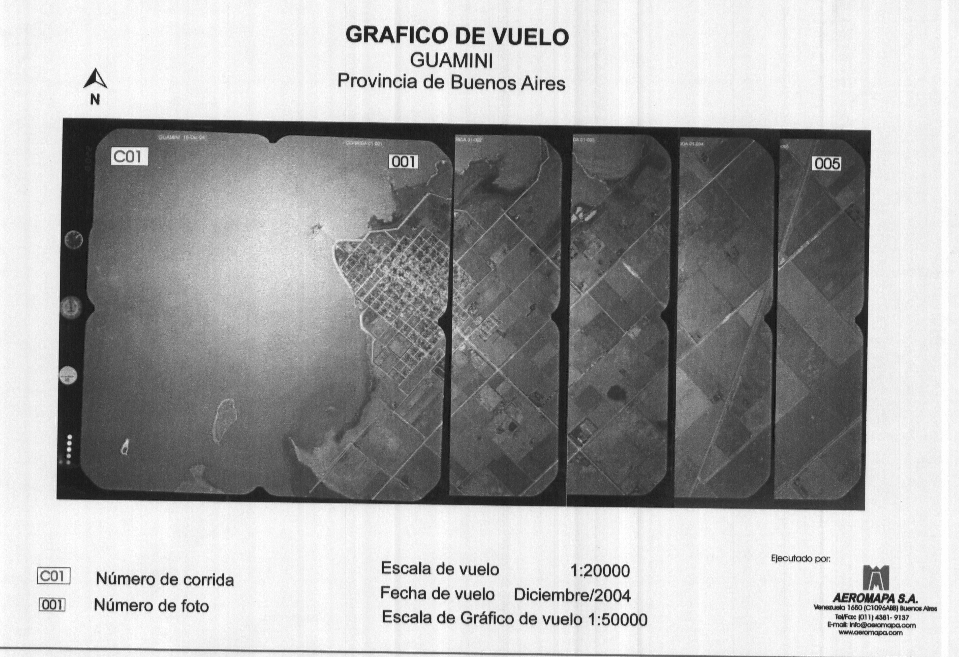 GRAFICO DE VUELO
GUAMINI
Provincia de Buenos Aires
N
C01
001
005
C01 Número de corrida
001 Número de foto
Escala de vuelo 1:20000
Fecha de vuelo Diciembre/2004
Escala de Gráfico de vuelo 1:50000
Ejecutado por:
AEROMAPA S.A.
Venezuela 1650 (C1096ABB) Buenos Aires
Tel/Fax: (011) 4381- 9137
E-mail: info@aeromapa.com
www.aeromapa.com